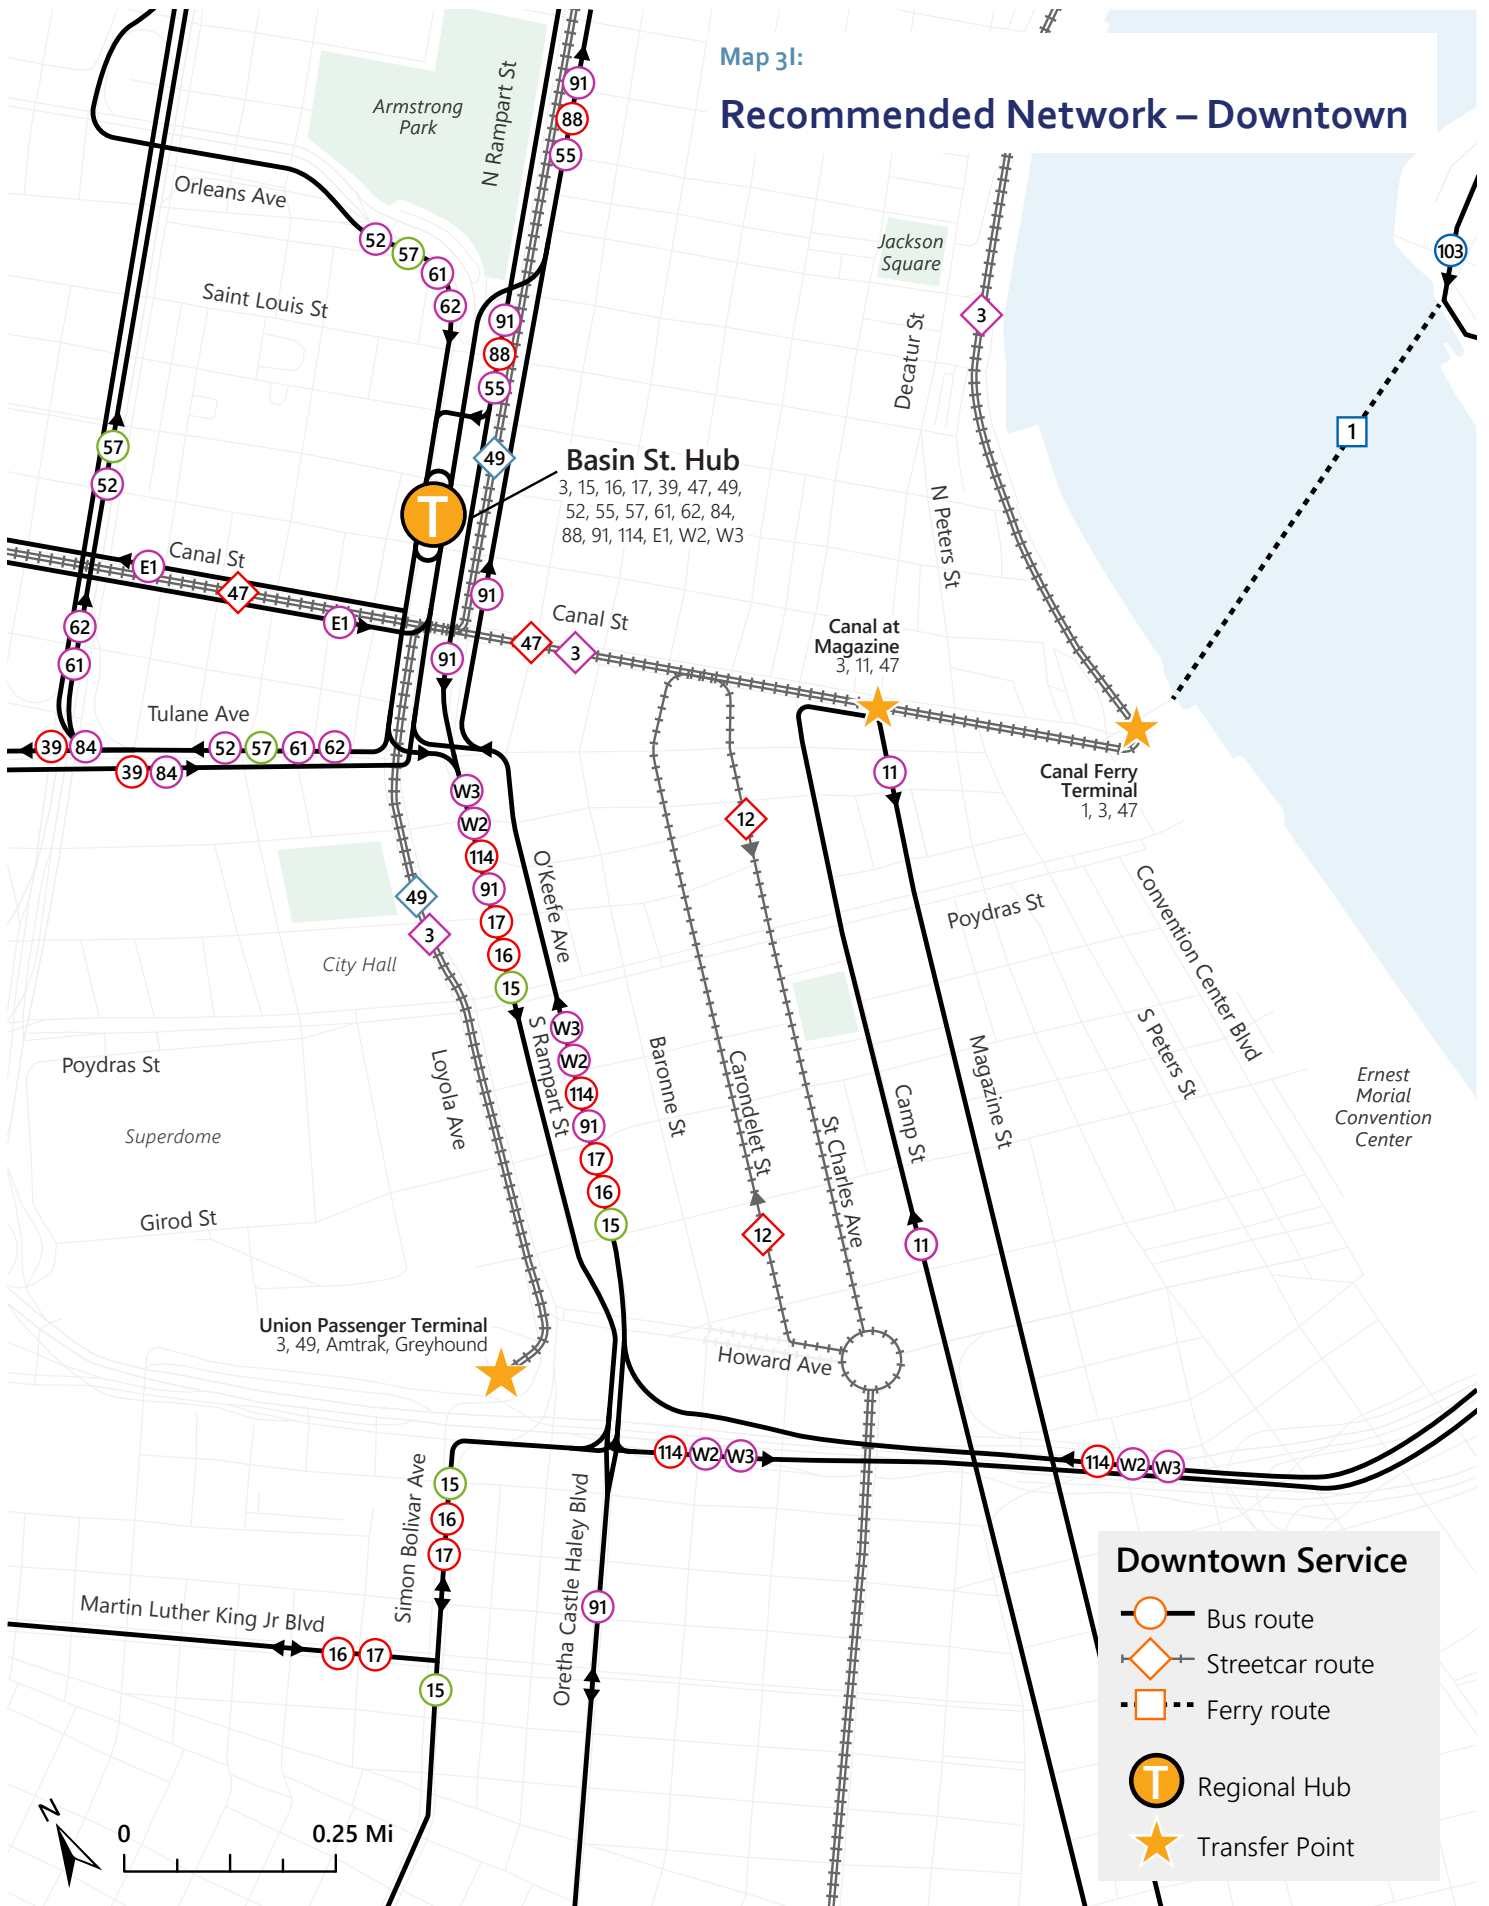 Map 3I:
Recommended Network – Downtown
91
88
55
N Rampart St
Armstrong
Park
Orleans Ave
52
57
61
62
Saint Louis St
Jackson
Square
103
3
Decatur St
91
88
55
49
1
57
52
Basin St. Hub
3, 15, 16, 17, 39, 47, 49,
52, 55, 57, 61, 62, 84,
88, 91, 114, E1, W2, W3
T
N Peters St
Canal St
E1
47
E1
91
Canal St
47
3
62
61
91
Canal at
Magazine
3, 11, 47
Tulane Ave
39
84
52
57
61
62
39
84
Canal Ferry
Terminal
1, 3, 47
11
12
W3
W2
114
91
17
16
15
O'Keefe Ave
49
3
City Hall
Poydras St
Convention Center Blvd
S Peters St
Poydras St
Superdome
Girod St
Loyola Ave
S Rampart St
W3
W2
114
91
17
16
15
Baronne St
Carondelet St
St Charles Ave
Camp St
Magazine St
Ernest
Morial
Convention
Center
12
11
Union Passenger Terminal
3, 49, Amtrak, Greyhound
Howard Ave
114
W2
W3
114
W2
W3
Simon Bolivar Ave
15
16
17
Oretha Castle Haley Blvd
91
Martin Luther King Jr Blvd
16
17
15
Downtown Service
Bus route
Streetcar route
Ferry route
T
Regional Hub
Transfer Point
N
0
0.25 Mi